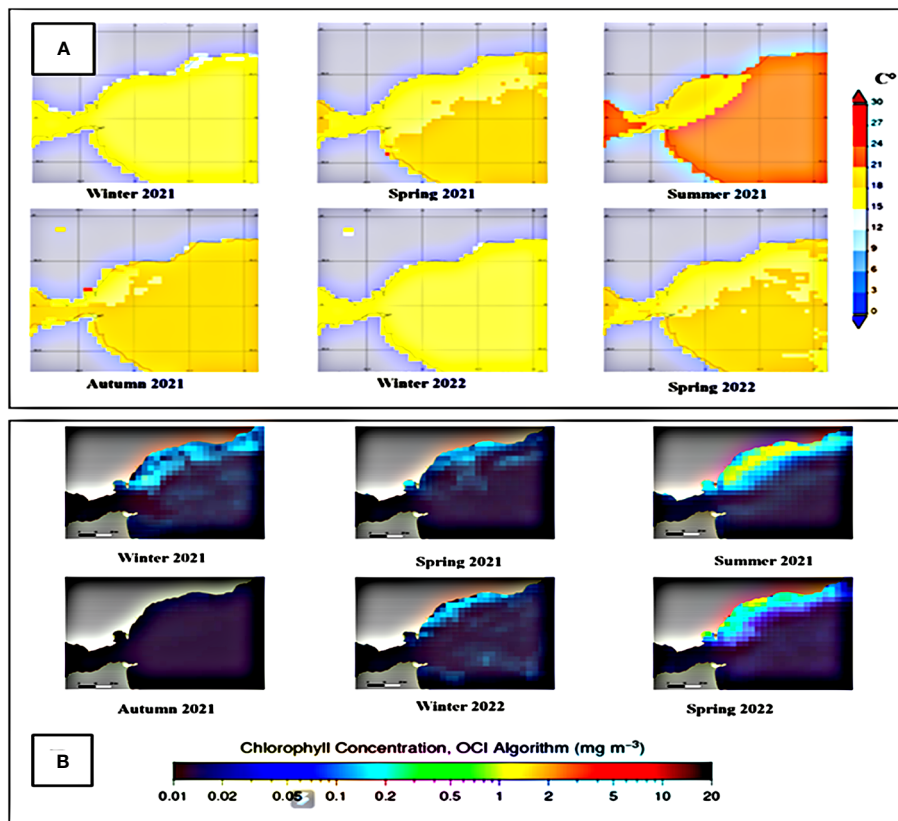 A
C°
30
27
24
21
18
15
12
9
6
3
0
Winter 2021
Spring 2021
Summer 2021
Autumn 2021
Winter 2022
Spring 2022
Winter 2021
Spring 2021
Summer 2021
Autumn 2021
Winter 2022
Spring 2022
B
Chlorophyll Concentration, OCI Algorithm (mg m⁻³)
0.01 0.02 0.05 0.1 0.2 0.5 1 2 5 10 20